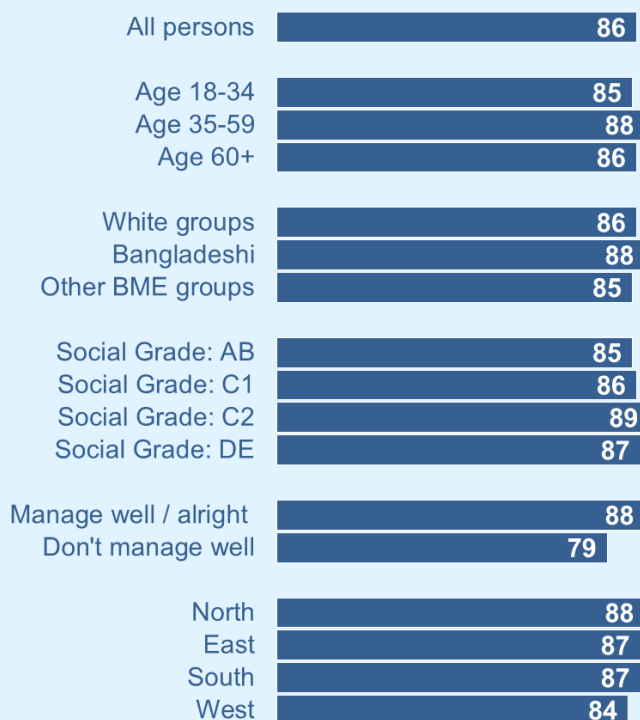 All persons 86
Age 18-34 85
Age 35-59 88
Age 60+ 86
White groups 86
Bangladeshi 88
Other BME groups 85
Social Grade: AB 85
Social Grade: C1 86
Social Grade: C2 89
Social Grade: DE 87
Manage well / alright 88
Don't manage well 79
North 88
East 87
South 87
West 84